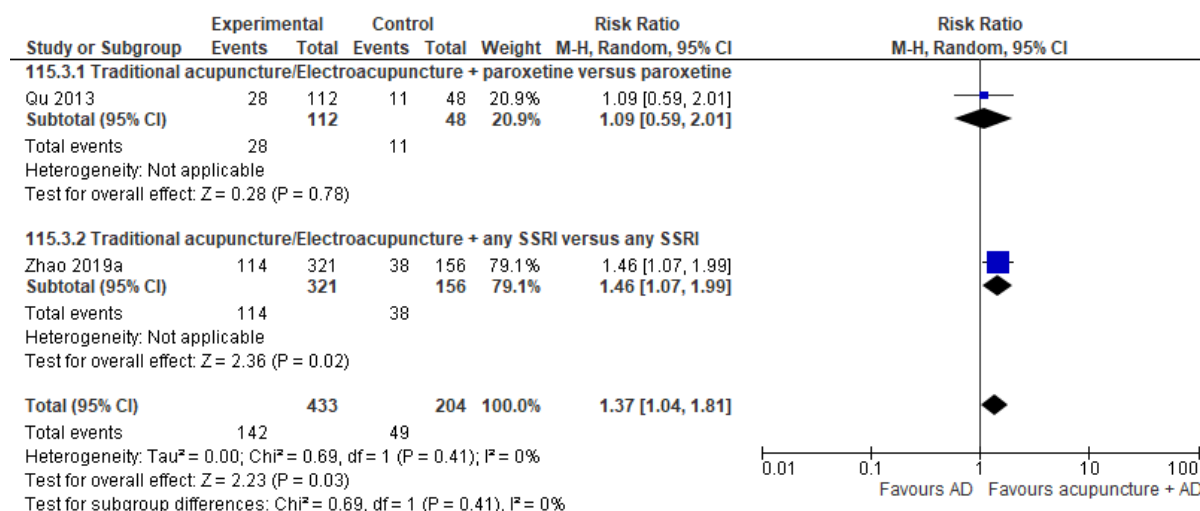 Experimental Control Risk Ratio Risk Ratio
Study or Subgroup Events Total Events Total Weight M-H, Random, 95% CI M-H, Random, 95% CI
115.3.1 Traditional acupuncture/Electroacupuncture + paroxetine versus paroxetine
Qu 2013 28 112 11 48 20.9% 1.09 [0.59, 2.01]
Subtotal (95% CI) 112 48 20.9% 1.09 [0.59, 2.01]
Total events 28 11
Heterogeneity: Not applicable
Test for overall effect: Z = 0.28 (P = 0.78)
115.3.2 Traditional acupuncture/Electroacupuncture + any SSRI versus any SSRI
Zhao 2019a 114 321 38 156 79.1% 1.46 [1.07, 1.99]
Subtotal (95% CI) 321 156 79.1% 1.46 [1.07, 1.99]
Total events 114 38
Heterogeneity: Not applicable
Test for overall effect: Z = 2.36 (P = 0.02)
Total (95% CI) 433 204 100.0% 1.37 [1.04, 1.81]
Total events 142 49
Heterogeneity: Tau² = 0.00; Chi² = 0.69, df = 1 (P = 0.41); I² = 0%
Test for overall effect: Z = 2.23 (P = 0.03)
Test for subgroup differences: Chi² = 0.69, df = 1 (P = 0.41), I² = 0%
0.01 0.1 1 10 100
Favours AD Favours acupuncture + AD